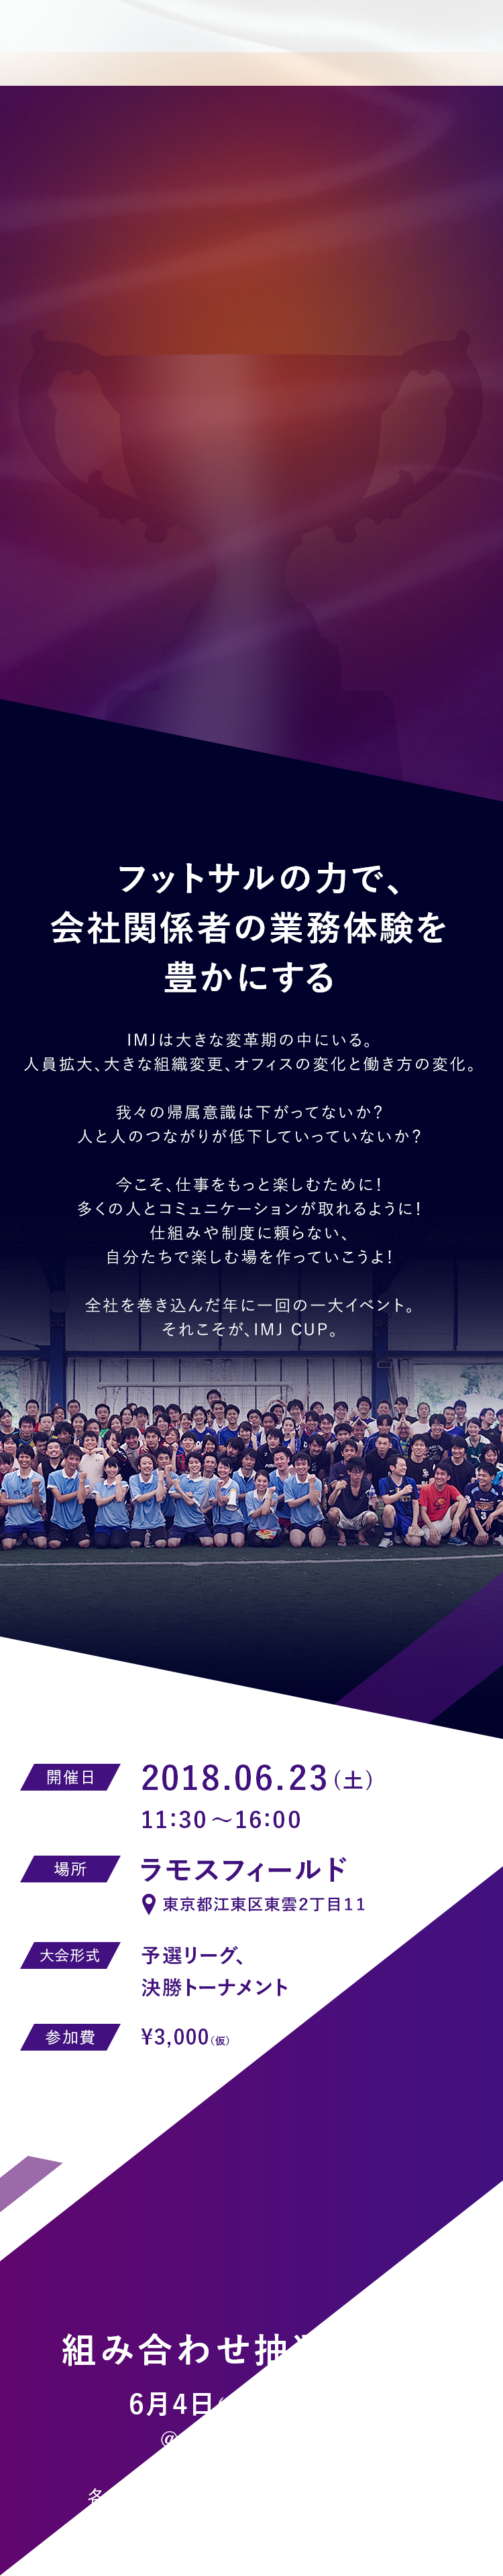 フットサルの力で、
会社関係者の業務体験を
豊かにする
IMJは大きな変革期の中にいる。
人員拡大、大きな組織変更、オフィスの変化と働き方の変化。
我々の帰属意識は下がってないか？
人と人のつながりが低下していっていないか？
今こそ、仕事をもっと楽しむために！
多くの人とコミュニケーションが取れるように！
仕組みや制度に頼らない、
自分たちで楽しむ場を作っていこうよ！
全社を巻き込んだ年に一回の一大イベント。
それこそが、IMJ CUP。
開催日 2018.06.23（土）
11:30〜16:00
場所 ラモスフィールド
東京都江東区東雲2丁目11
大会形式 予選リーグ、
決勝トーナメント
参加費 ¥3,000（仮）
組み合わせ抽
6月4日
@
各